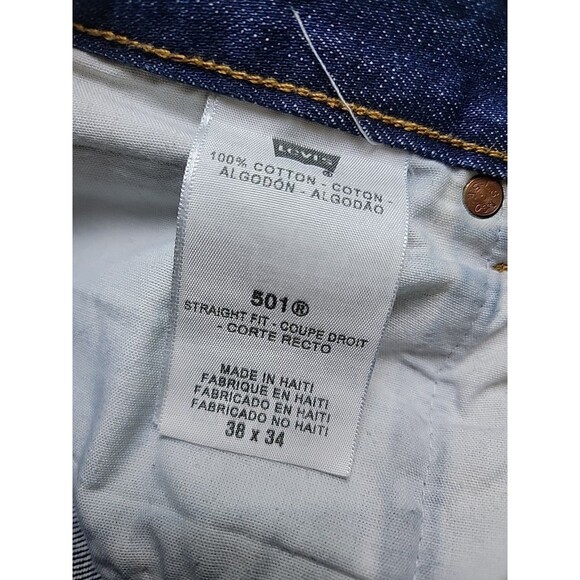 Levi's
®
100% COTTON - COTON -
ALGODÓN - ALGODÃO
501®
STRAIGHT FIT - COUPE DROIT
- CORTE RECTO
MADE IN HAITI
FABRIQUE EN HAITI
FABRICADO EN HAITI
FABRICADO NO HAITI
38 x 34